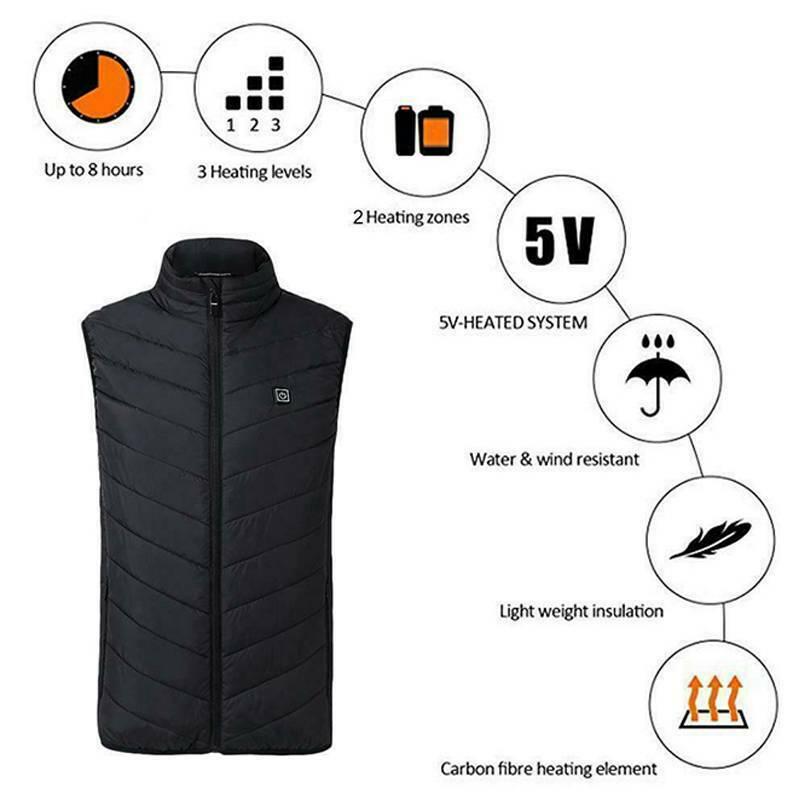 1 2 3
Up to 8 hours
3 Heating levels
2 Heating zones
5V
5V-HEATED SYSTEM
Water & wind resistant
Light weight insulation
Carbon fibre heating element